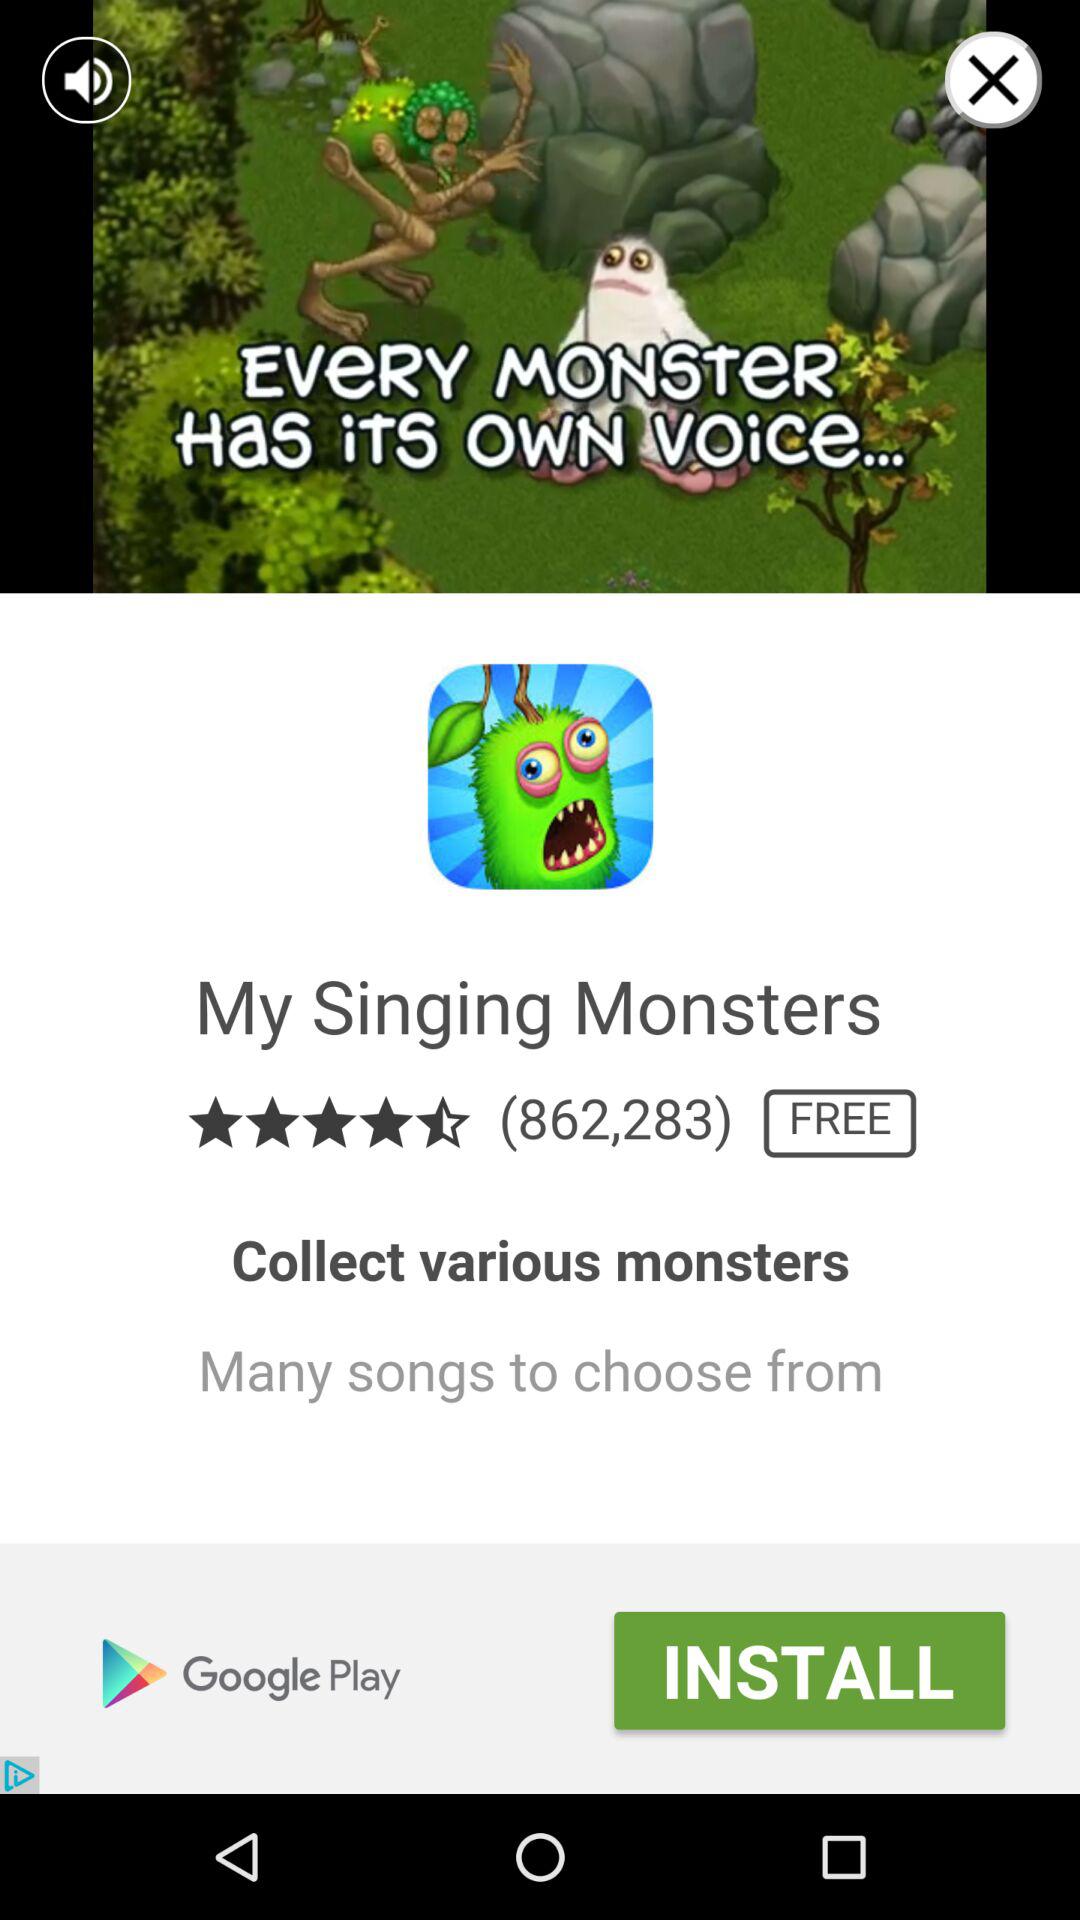 EVERY MONSTER
HAS ITS OWN VOICE...
My Singing Monsters
(862,283) FREE
Collect various monsters
Many songs to choose from
Google Play INSTALL